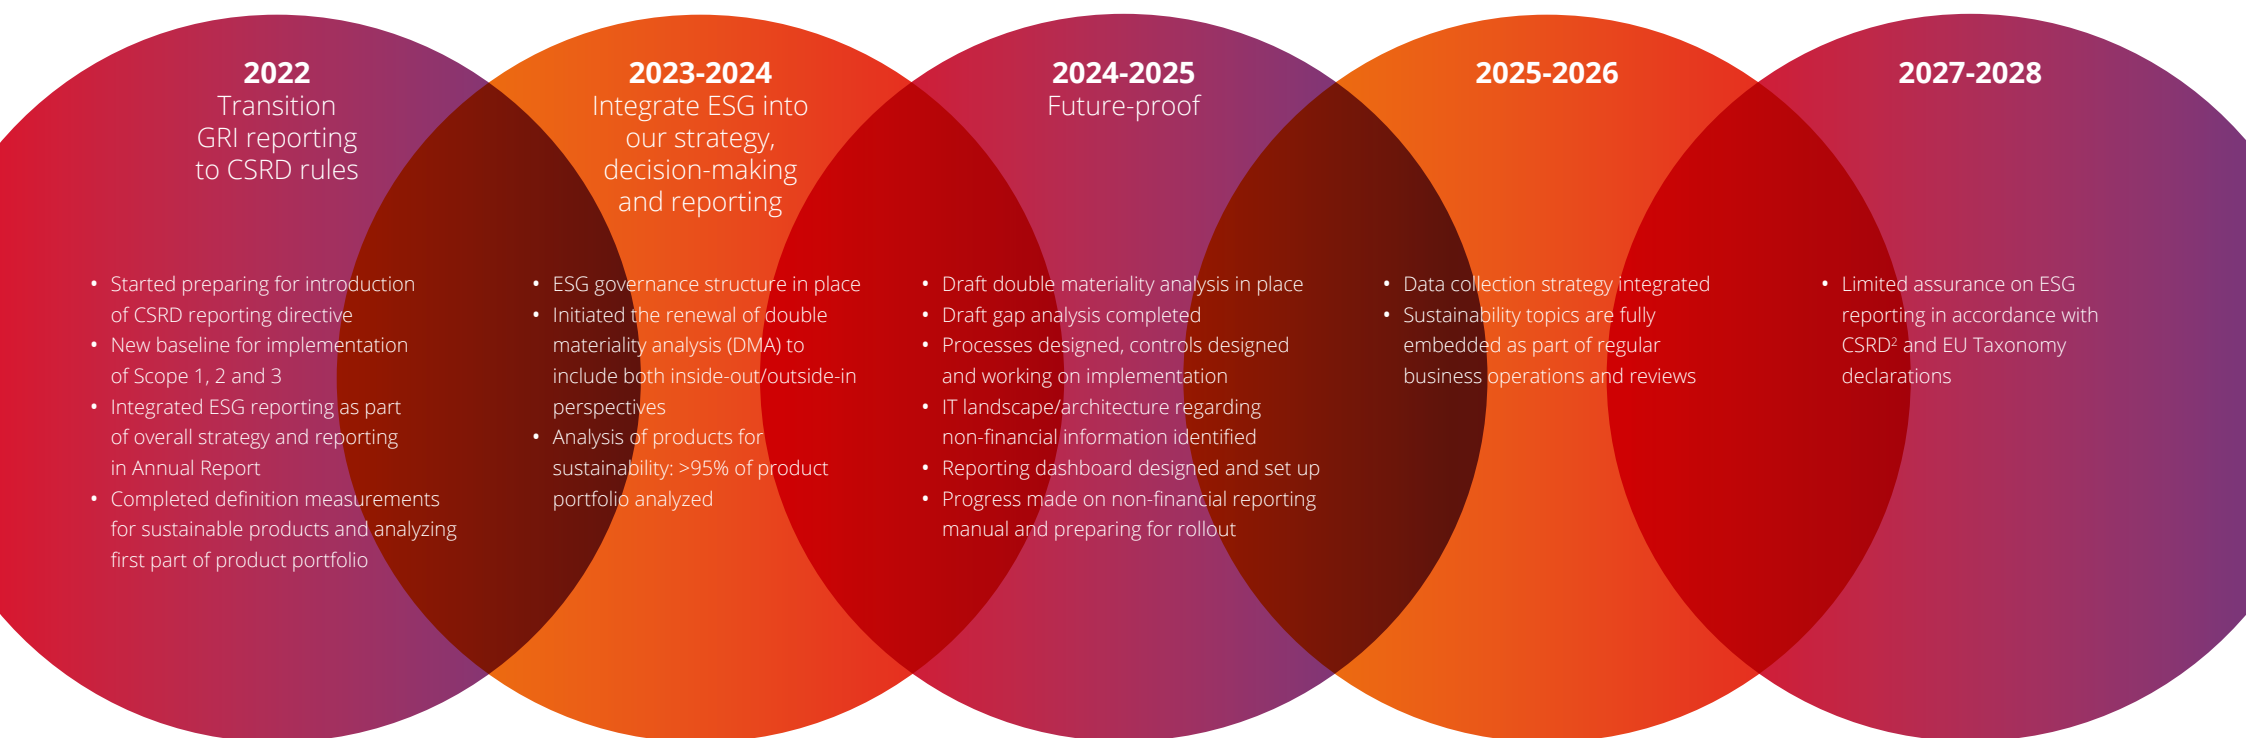 2022
Transition
GRI reporting
to CSRD rules
• Started preparing for introduction
of CSRD reporting directive
• New baseline for implementation
of Scope 1, 2 and 3
• Integrated ESG reporting as part
of overall strategy and reporting
in Annual Report
• Completed definition measurements
for sustainable products and analyzing
first part of product portfolio
2023-2024
Integrate ESG into
our strategy,
decision-making
and reporting
• ESG governance structure in place
• Initiated the renewal of double
materiality analysis (DMA) to
include both inside-out/outside-in
perspectives
• Analysis of products for
sustainability: >95% of product
portfolio analyzed
2024-2025
Future-proof
• Draft double materiality analysis in place
• Draft gap analysis completed
• Processes designed, controls designed
and working on implementation
• IT landscape/architecture regarding
non-financial information identified
• Reporting dashboard designed and set up
• Progress made on non-financial reporting
manual and preparing for rollout
2025-2026
• Data collection strategy integrated
• Sustainability topics are fully
embedded as part of regular
business operations and reviews
2027-2028
• Limited assurance on ESG
reporting in accordance with
CSRD² and EU Taxonomy
declarations